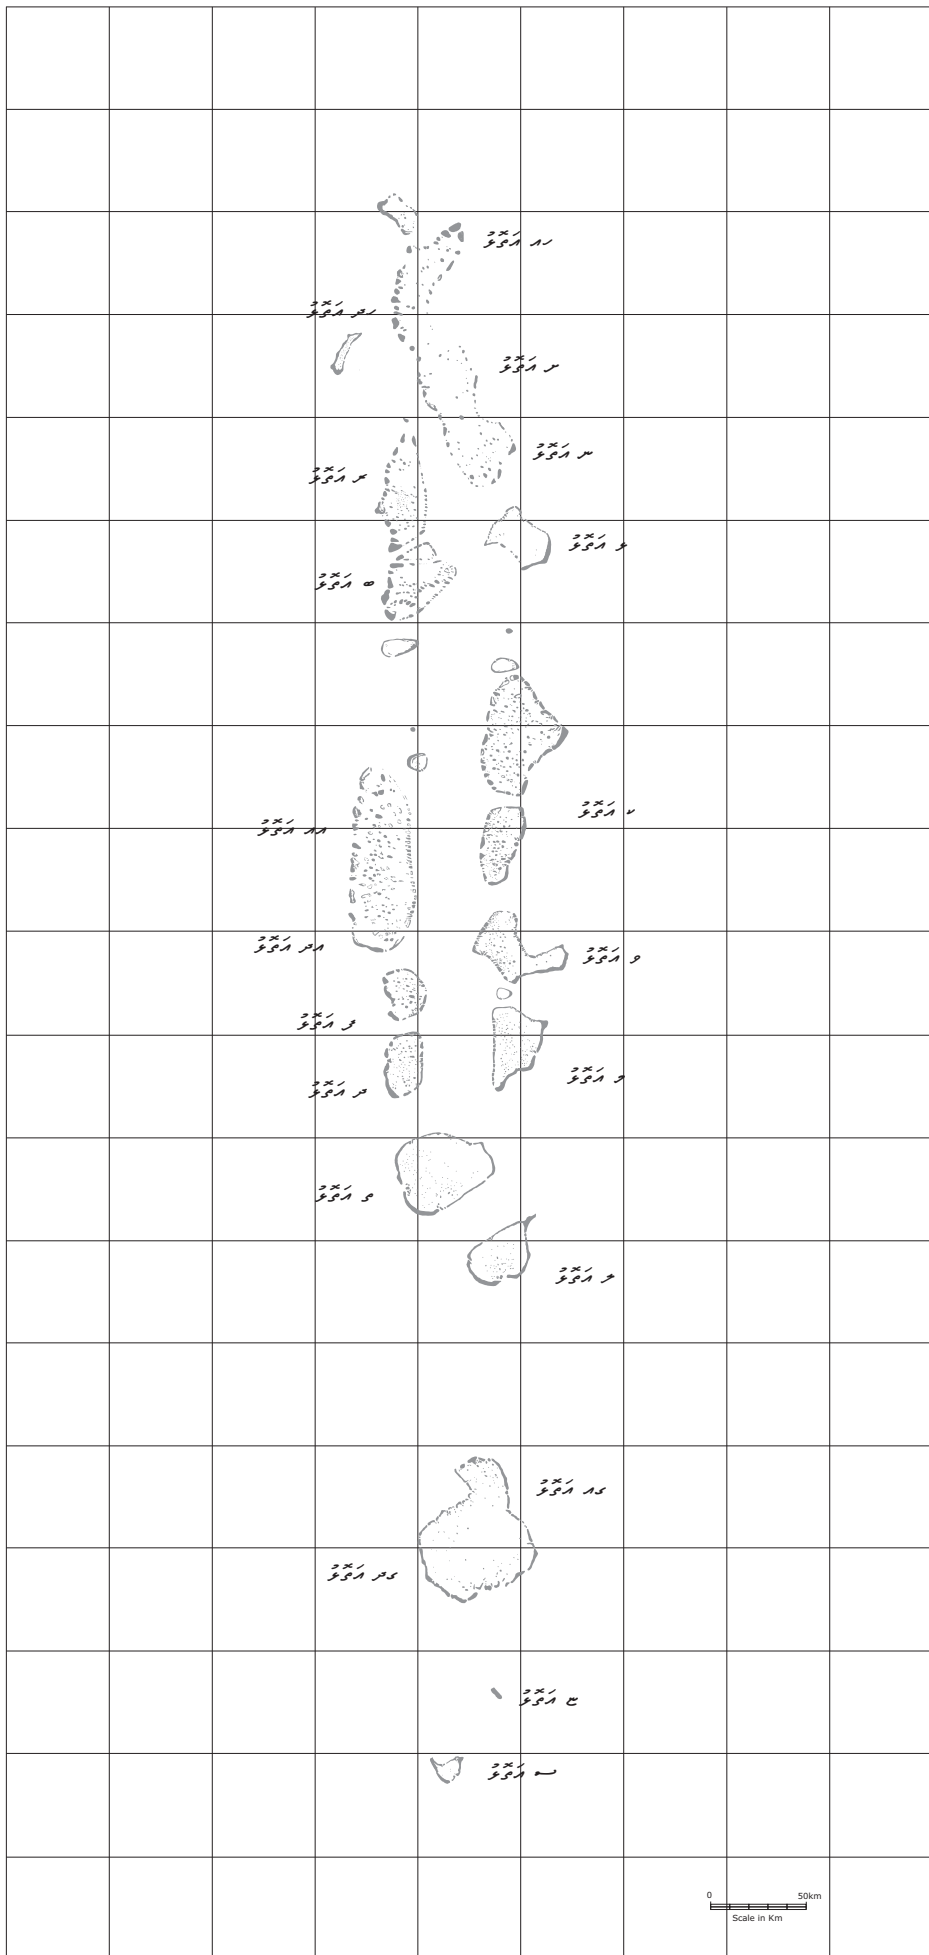 ހއ އަތޮޅު
ހދ އަތޮޅު
ށ އަތޮޅު
ނ އަތޮޅު
ރ އަތޮޅު
ޅ އަތޮޅު
ބ އަތޮޅު
ކ އަތޮޅު
އއ އަތޮޅު
އދ އަތޮޅު
ވ އަތޮޅު
ފ އަތޮޅު
މ އަތޮޅު
ދ އަތޮޅު
ތ އަތޮޅު
ލ އަތޮޅު
ގއ އަތޮޅު
ގދ އަތޮޅު
ޏ އަތޮޅު
ސ އަތޮޅު
0 50km
Scale in Km